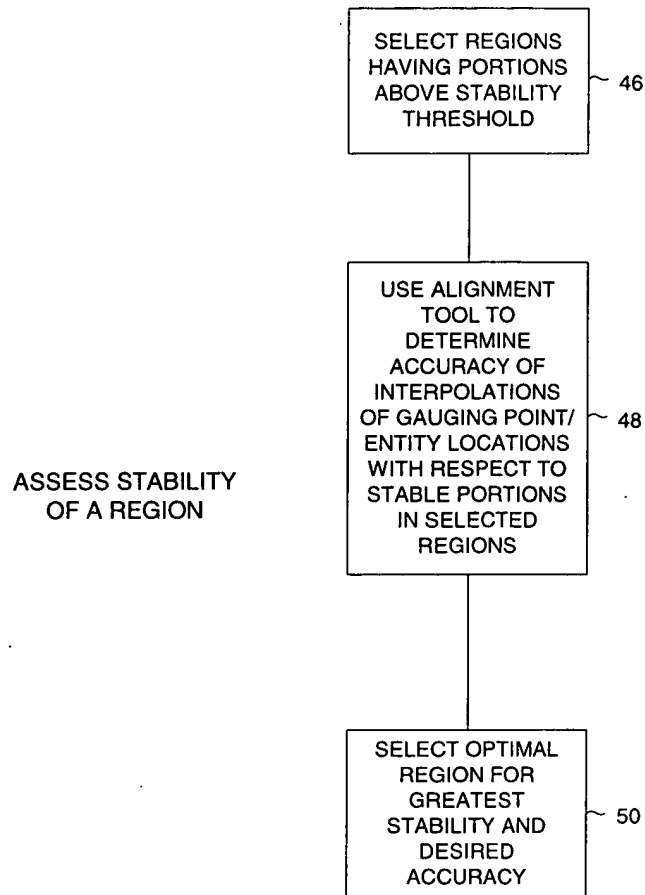 SELECT REGIONS
HAVING PORTIONS
ABOVE STABILITY
THRESHOLD
46
USE ALIGNMENT
TOOL TO
DETERMINE
ACCURACY OF
INTERPOLATIONS
OF GAUGING POINT/
ENTITY LOCATIONS
WITH RESPECT TO
STABLE PORTIONS
IN SELECTED
REGIONS
48
ASSESS STABILITY
OF A REGION
SELECT OPTIMAL
REGION FOR
GREATEST
STABILITY AND
DESIRED
ACCURACY
50